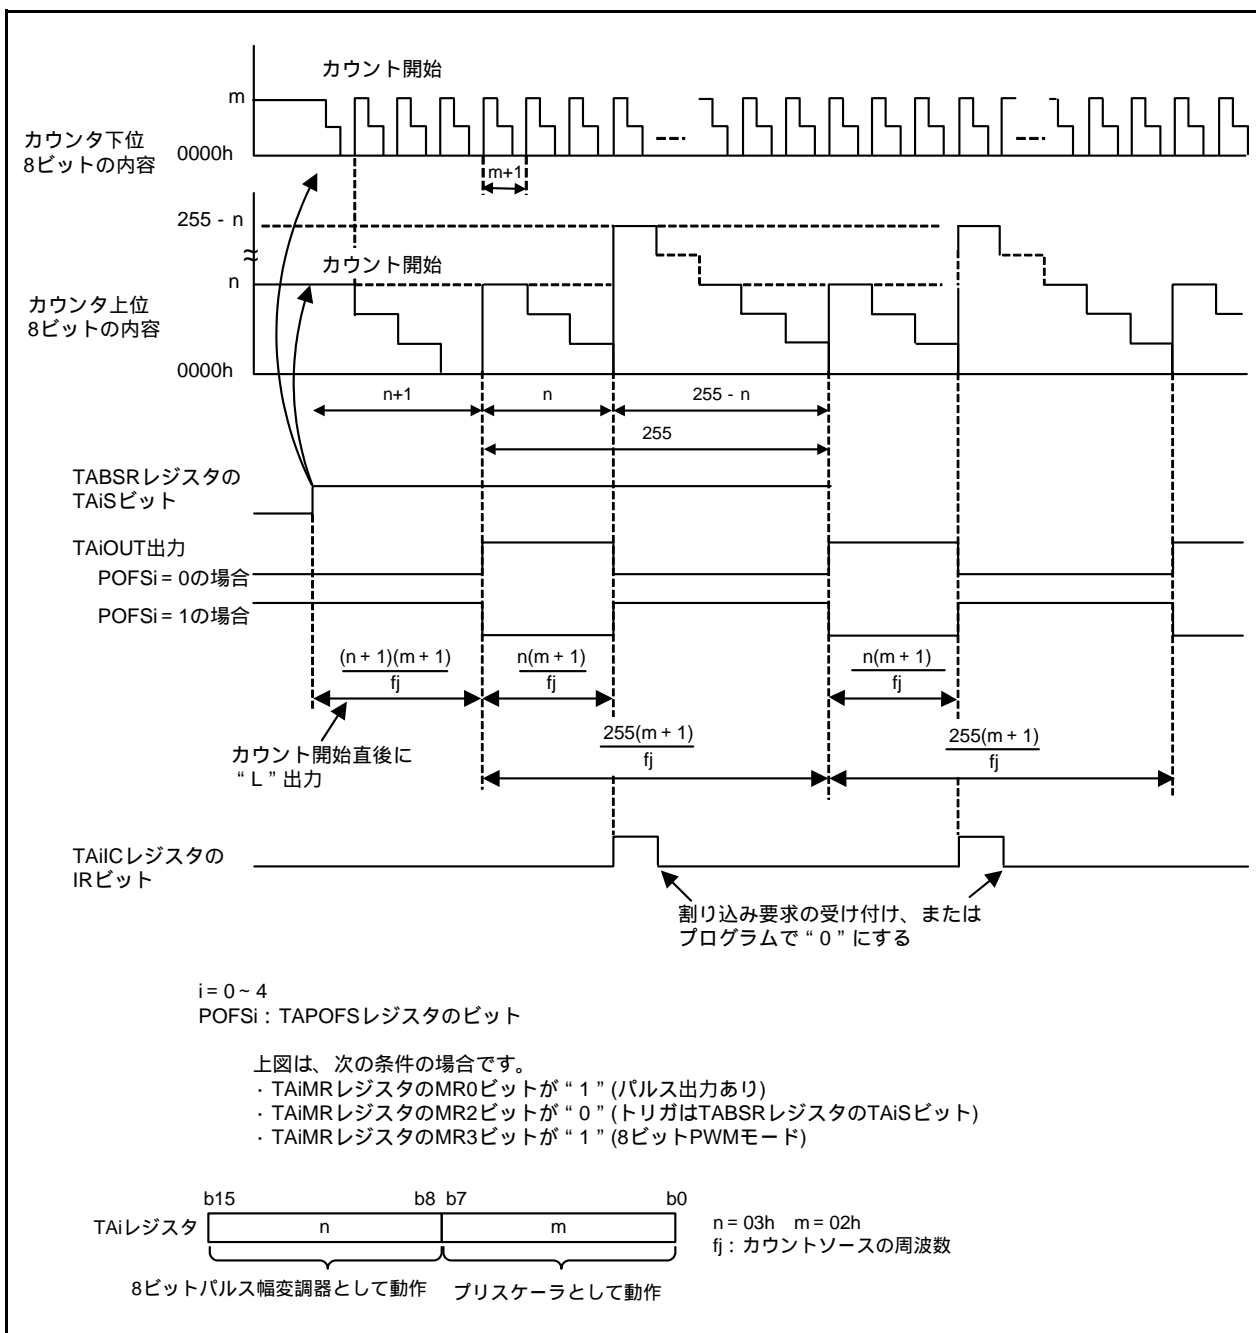 カウント開始
m
カウンタ下位
8ビットの内容
0000h
m+1
255 - n
カウント開始
n
カウンタ上位
8ビットの内容
0000h
n+1
n
255 - n
255
TABSRレジスタの
TAiSビット
TAiOUT出力
POFSi = 0の場合
POFSi = 1の場合
(n + 1)(m + 1)
fj
n(m + 1)
fj
n(m + 1)
fj
カウント開始直後に
“ L ” 出力
255(m + 1)
fj
255(m + 1)
fj
TAiICレジスタの
IRビット
割り込み要求の受け付け、または
プログラムで “ 0 ” にする
i = 0 ~ 4
POFSi : TAPOFSレジスタのビット
上図は、次の条件の場合です。
・ TAiMRレジスタのMR0ビットが “ 1 ” (パルス出力あり)
・ TAiMRレジスタのMR2ビットが “ 0 ” (トリガはTABSRレジスタのTAiSビット)
・ TAiMRレジスタのMR3ビットが “ 1 ” (8ビットPWMモード)
b15 b8 b7 b0
TAiレジスタ n m
n = 03h m = 02h
fj : カウントソースの周波数
8ビットパルス幅変調器として動作 プリスケーラとして動作